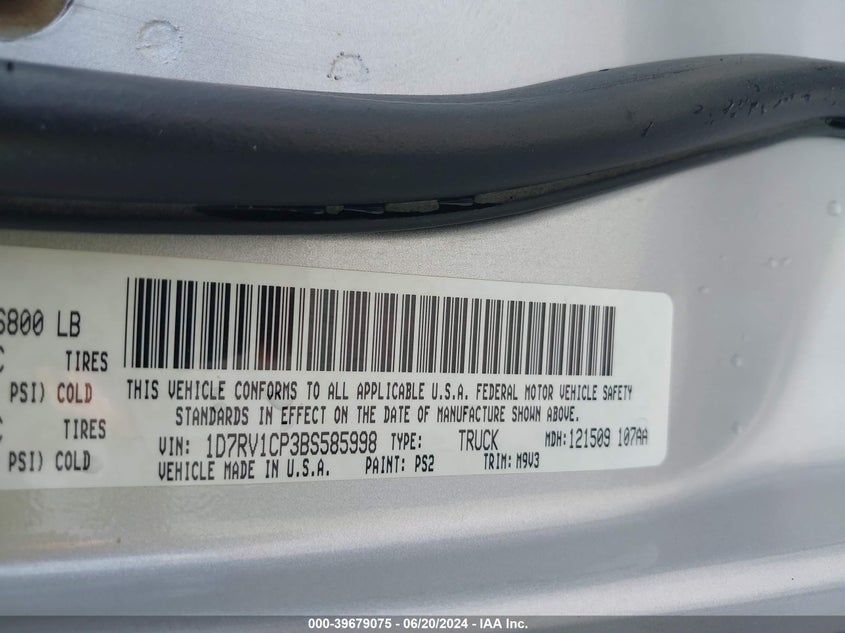 6800 LB
C TIRES
PSI) COLD
C TIRES
PSI) COLD
THIS VEHICLE CONFORMS TO ALL APPLICABLE U.S.A. FEDERAL MOTOR VEHICLE SAFETY
STANDARDS IN EFFECT ON THE DATE OF MANUFACTURE SHOWN ABOVE.
VIN: 1D7RV1CP3BS585998 TYPE: TRUCK MDH: 121509 107AA
VEHICLE MADE IN U.S.A. PAINT: PS2 TRIM: M9V3
000-39679075 - 06/20/2024 - IAA Inc.